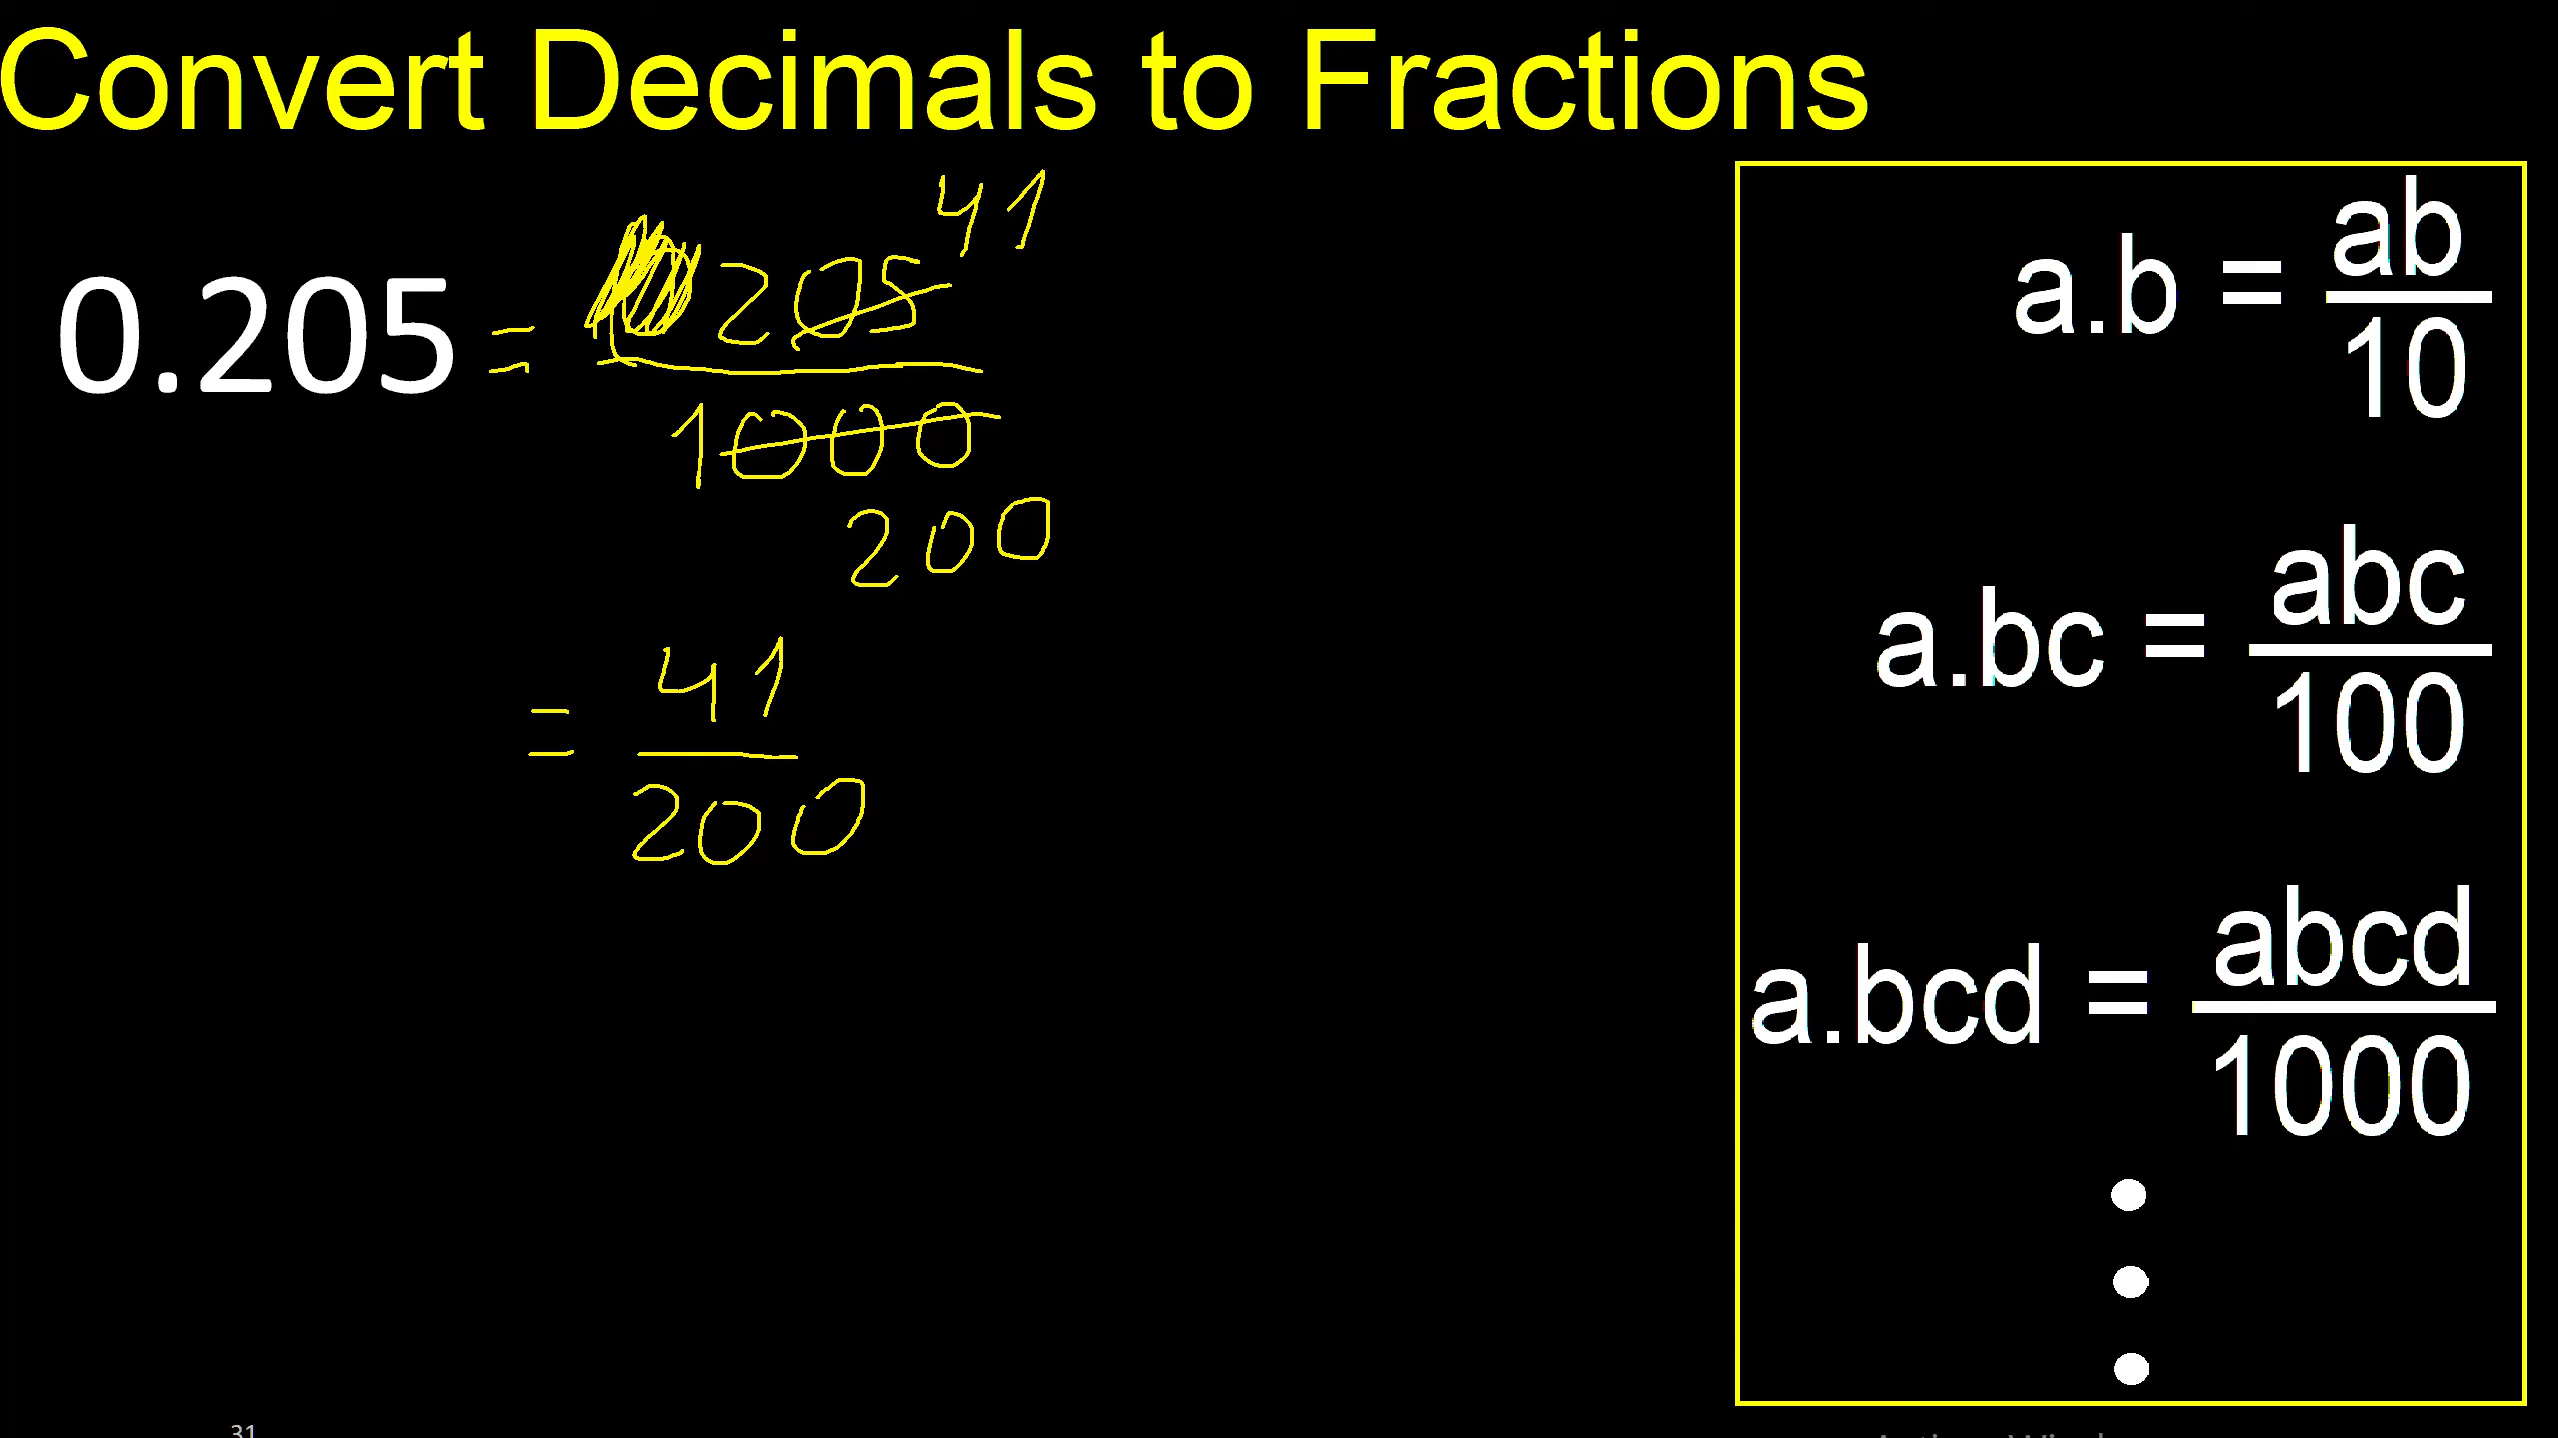 Convert Decimals to Fractions
41
0.205 = 205
1000
200
= 41
200
a.b = ab
10
a.bc = abc
100
a.bcd = abcd
1000
31